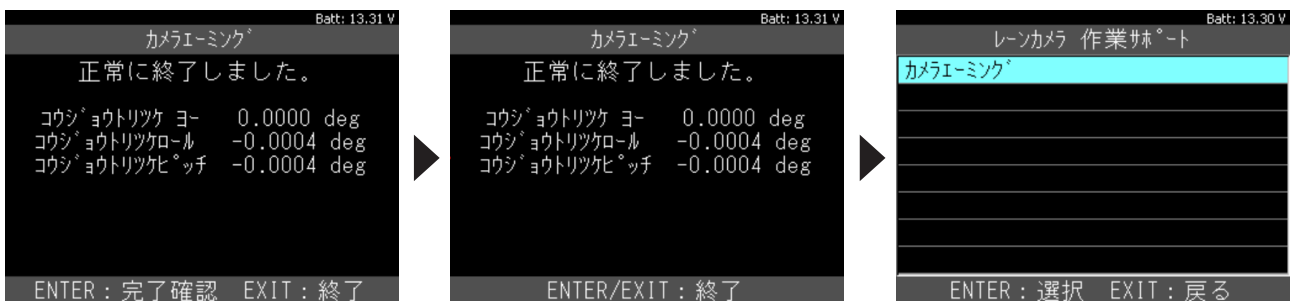 Batt: 13.31 V
カメラエーミング゛
正常に終了しました。
コウシ゛ョウトリツケ ヨー 0.0000 deg
コウシ゛ョウトリツケロール -0.0004 deg
コウシ゛ョウトリツケピッチ -0.0004 deg
ENTER：完了確認 EXIT：終了
Batt: 13.31 V
カメラエーミング゛
正常に終了しました。
コウシ゛ョウトリツケ ヨー 0.0000 deg
コウシ゛ョウトリツケロール -0.0004 deg
コウシ゛ョウトリツケピッチ -0.0004 deg
ENTER/EXIT：終了
Batt: 13.30 V
レーンカメラ 作業サポート
カメラエーミング
ENTER：選択 EXIT：戻る